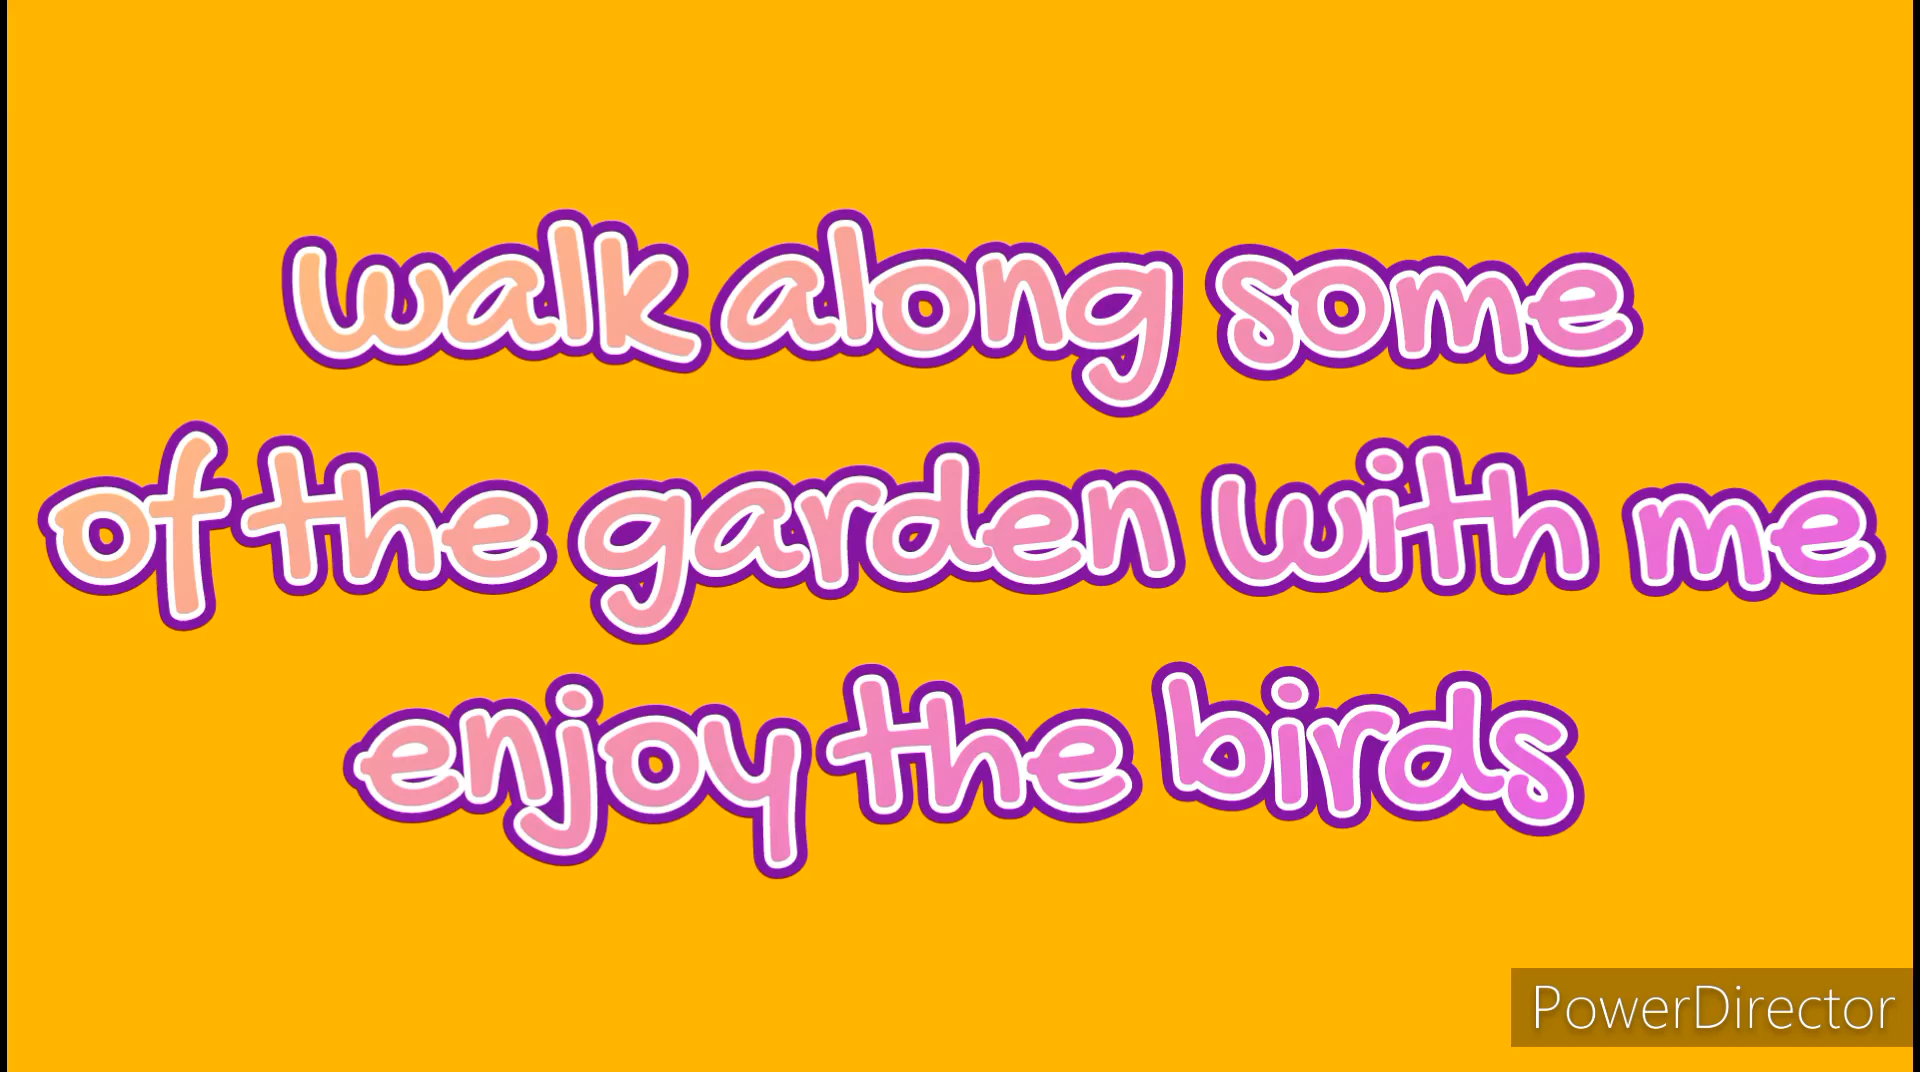 walk along some
of the garden with me
enjoy the birds
PowerDirector